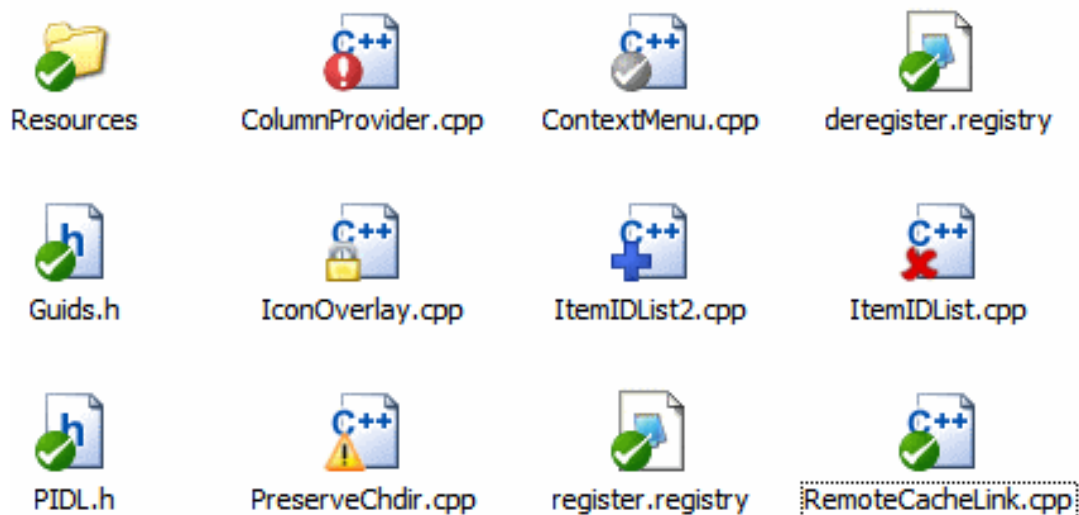 C++ C++
Resources ColumnProvider.cpp ContextMenu.cpp deregister.registry
h C++ C++ C++
Guids.h IconOverlay.cpp ItemIDList2.cpp ItemIDList.cpp
h C++ C++
PIDL.h PreserveChdir.cpp register.registry RemoteCacheLink.cpp